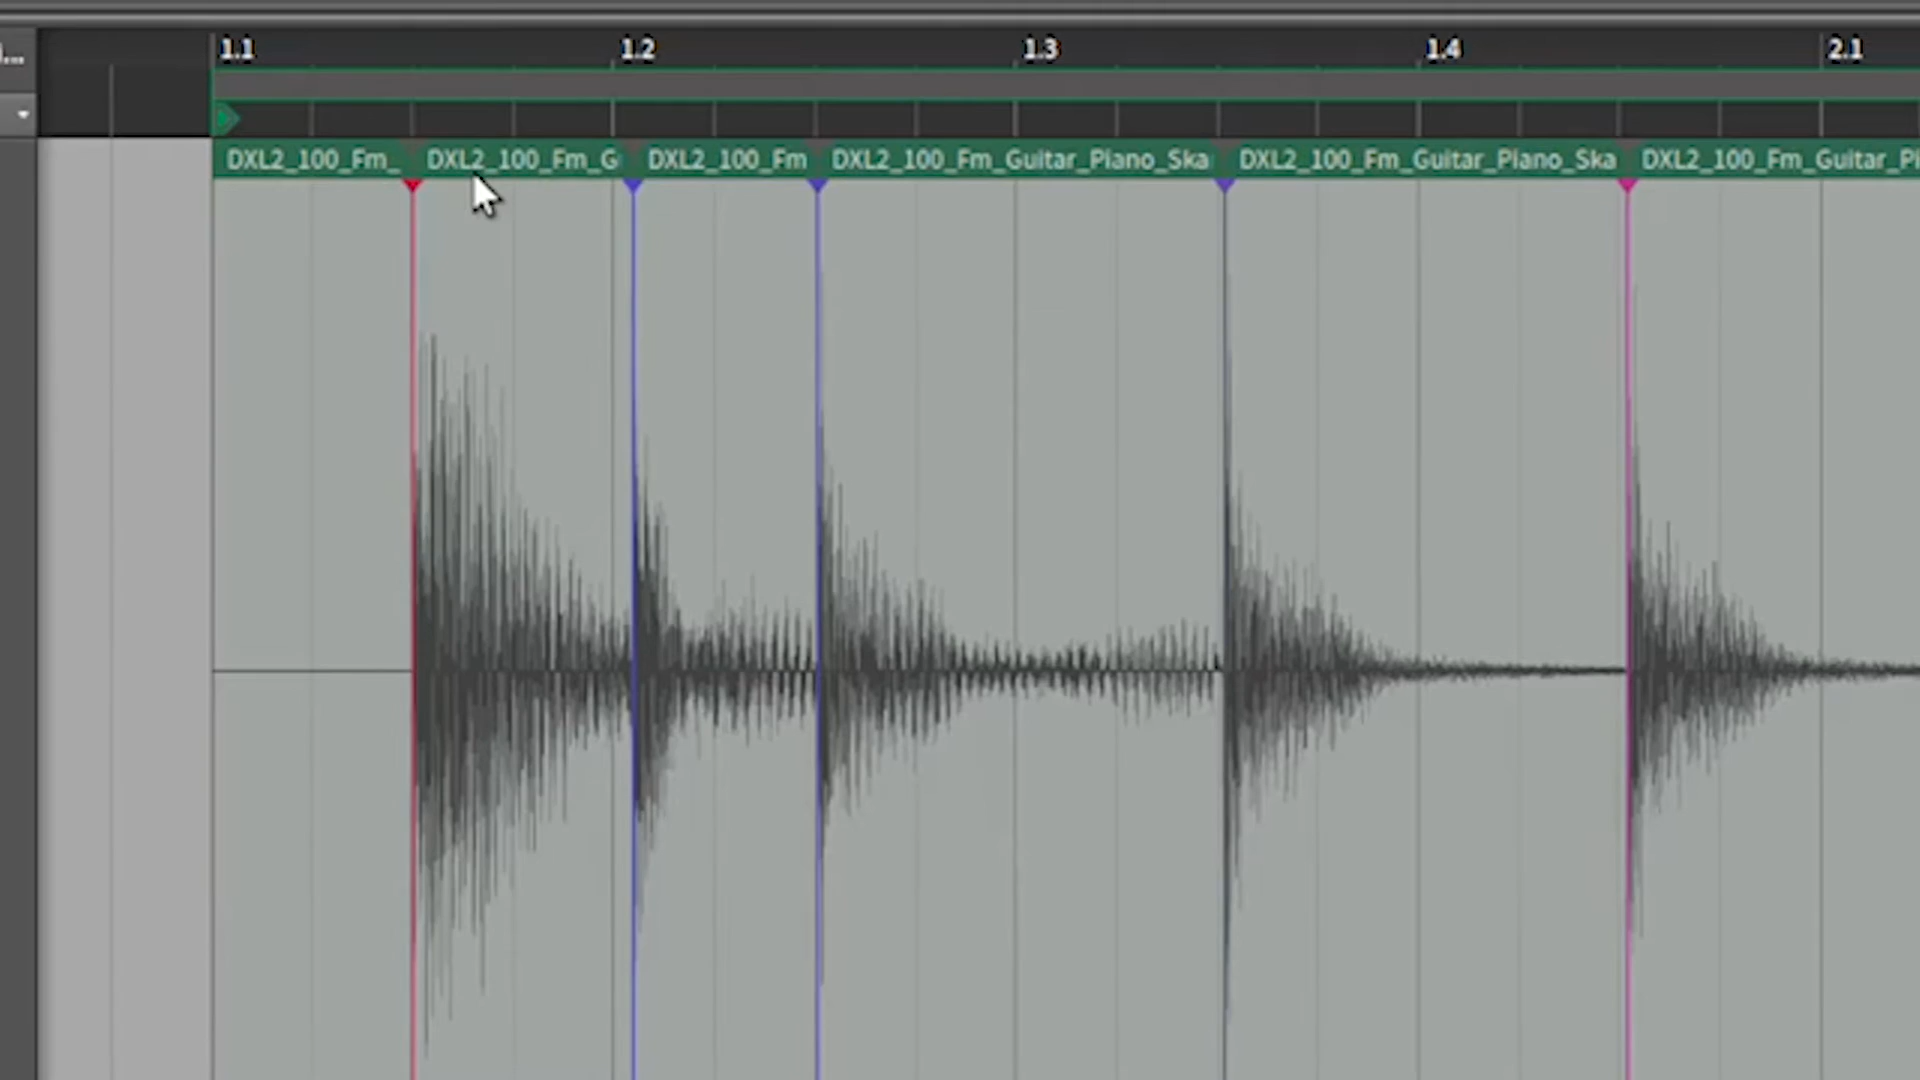 ...
1.1 1.2 1.3 1.4 2.1
DXL2_100_Fm_ DXL2_100_Fm_G DXL2_100_Fm DXL2_100_Fm_Guitar_Piano_Ska DXL2_100_Fm_Guitar_Piano_Ska DXL2_100_Fm_Guitar_Pi